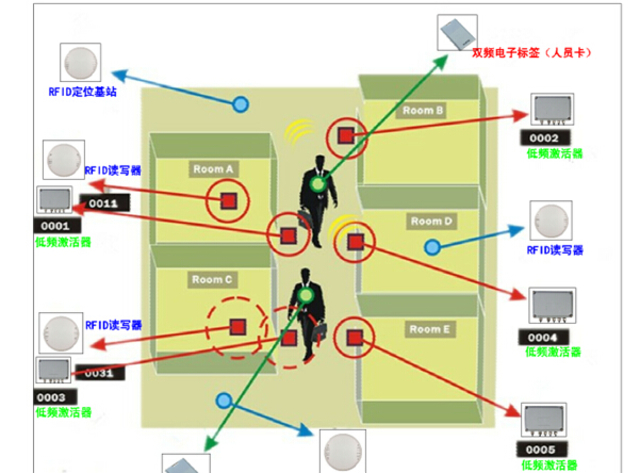 双频电子标签（人员卡）
RFID定位基站
Room B
0002
低频激活器
RFID读写器
Room A
0011
0001
低频激活器
Room D
RFID读写器
Room C
RFID读写器
0004
低频激活器
Room E
0031
0003
低频激活器
0005
低频激活器